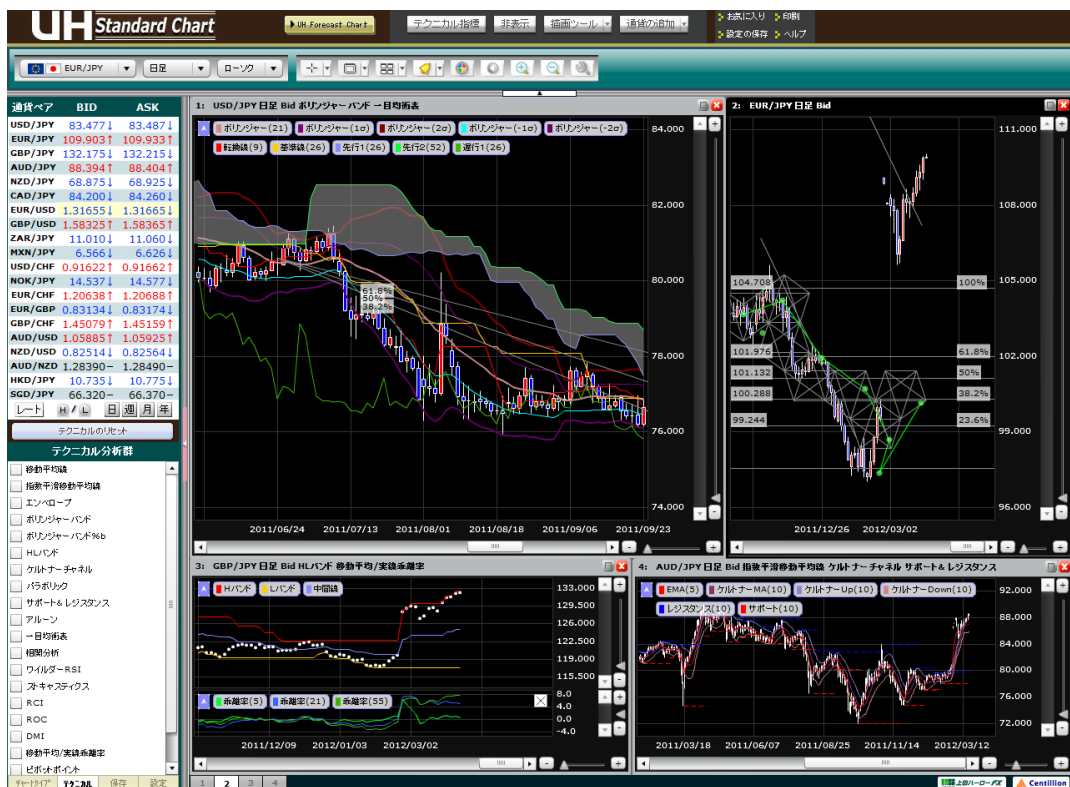 UH Standard Chart
UH Forecast Chart
テクニカル指標
非表示
描画ツール
通貨の追加
お気に入り
印刷
設定の保存
ヘルプ
EUR/JPY
日足
ローソク
通貨ペア BID ASK
USD/JPY 83.477↓ 83.487↓
EUR/JPY 109.903↑ 109.933↑
GBP/JPY 132.175↓ 132.215↓
AUD/JPY 88.394↑ 88.404↑
NZD/JPY 68.875↓ 68.925↓
CAD/JPY 84.200↓ 84.260↓
EUR/USD 1.31655↓ 1.31665↓
GBP/USD 1.58325↑ 1.58365↑
ZAR/JPY 11.010↓ 11.060↓
MXN/JPY 6.566↓ 6.626↓
USD/CHF 0.91622↑ 0.91662↑
NOK/JPY 14.537↓ 14.577↓
EUR/CHF 1.20638↑ 1.20688↑
EUR/GBP 0.83134↓ 0.83174↓
GBP/CHF 1.45079↑ 1.45159↑
AUD/USD 1.05885↑ 1.05925↑
NZD/USD 0.82514↓ 0.82564↓
AUD/NZD 1.28390− 1.28490−
HKD/JPY 10.735↓ 10.775↓
SGD/JPY 66.320− 66.370−
レート H / L 日 週 月 年
テクニカルのリセット
テクニカル分析群
移動平均線
指数平滑移動平均線
エンベロープ
ボリンジャーバンド
ボリンジャーバンド%b
HLバンド
ケルトナーチャネル
パラボリック
サポート&レジスタンス
アルーン
一目均衡表
相関分析
ワイルダーRSI
ストキャスティクス
RCI
ROC
DMI
移動平均/実線乖離率
ピボットポイント
チャートタイプ テクニカル 保存 設定
1: USD/JPY 日足 Bid ボリンジャーバンド 一目均衡表
ボリンジャー(21) ボリンジャー(1σ) ボリンジャー(2σ) ボリンジャー(-1σ) ボリンジャー(-2σ)
転換線(9) 基準線(26) 先行1(26) 先行2(52) 遅行1(26)
84.000
82.000
80.000
78.000
76.000
74.000
61.8%
50%
38.2%
2011/06/24 2011/07/13 2011/08/01 2011/08/18 2011/09/06 2011/09/23
2: EUR/JPY 日足 Bid
111.000
108.000
105.000
102.000
99.000
96.000
104.708 100%
101.976 61.8%
101.132 50%
100.288 38.2%
99.244 23.6%
2011/12/26 2012/03/02
3: GBP/JPY 日足 Bid HLバンド 移動平均/実線乖離率
Hバンド Lバンド 中間線
133.000
129.500
126.000
122.500
119.000
115.500
乖離率(5) 乖離率(21) 乖離率(55)
8.0
4.0
0.0
-4.0
2011/12/09 2012/01/03 2012/03/02
4: AUD/JPY 日足 Bid 指数平滑移動平均線 ケルトナーチャネル サポート&レジスタンス
EMA(5) ケルトナーMA(10) ケルトナーUp(10) ケルトナーDown(10)
レジスタンス(10) サポート(10)
92.000
88.000
84.000
80.000
76.000
72.000
2011/03/18 2011/06/07 2011/08/25 2011/11/14 2012/03/12
1 2 3 4
上田ハーローFX
Centillion